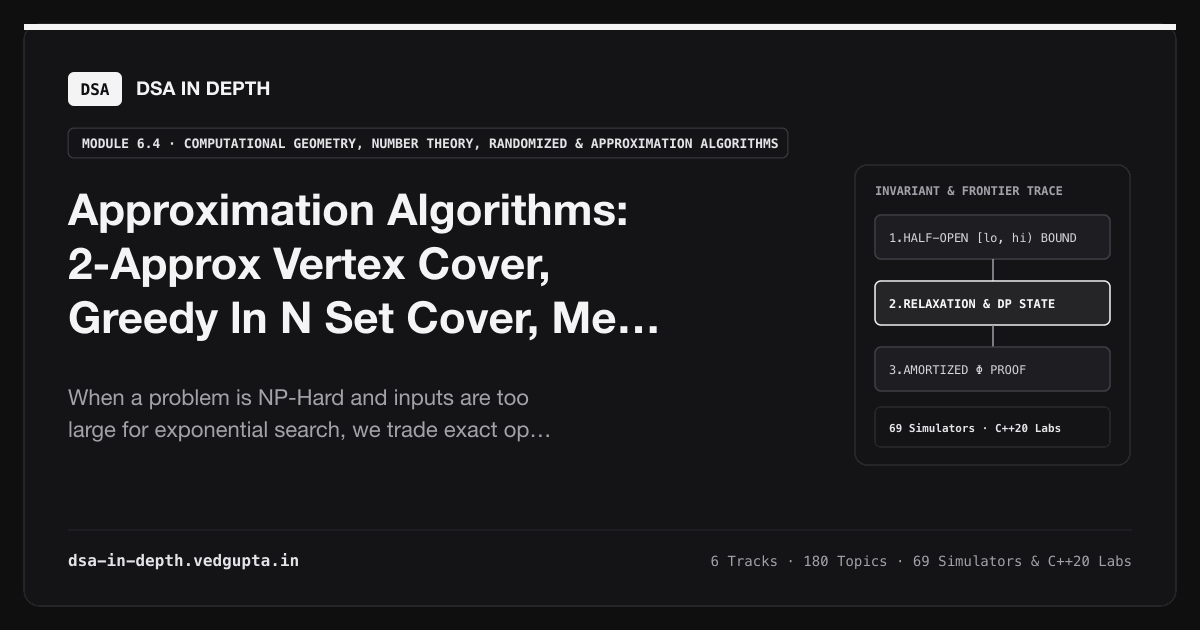 DSA
DSA IN DEPTH
MODULE 6.4 · COMPUTATIONAL GEOMETRY, NUMBER THEORY, RANDOMIZED & APPROXIMATION ALGORITHMS
Approximation Algorithms:
2-Approx Vertex Cover,
Greedy ln N Set Cover, Me...
When a problem is NP-Hard and inputs are too
large for exponential search, we trade exact op...
INVARIANT & FRONTIER TRACE
1.HALF-OPEN [lo, hi) BOUND
2.RELAXATION & DP STATE
3.AMORTIZED Φ PROOF
69 Simulators · C++20 Labs
dsa-in-depth.vedgupta.in
6 Tracks · 180 Topics · 69 Simulators & C++20 Labs